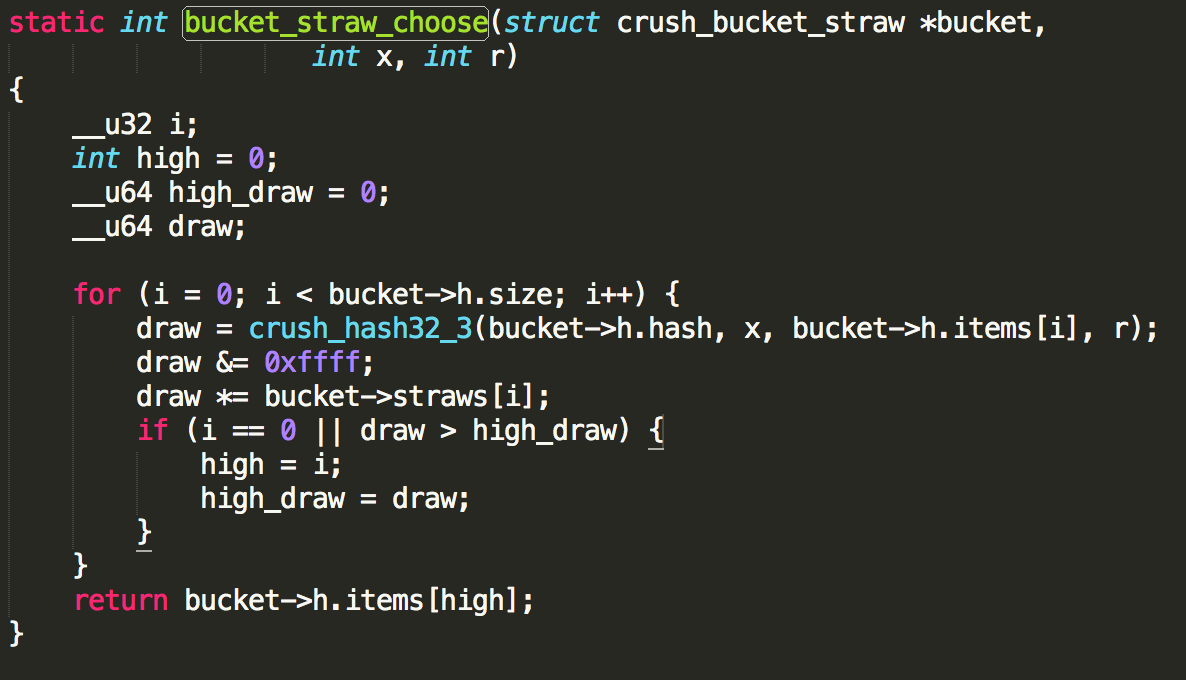 static int bucket_straw_choose(struct crush_bucket_straw *bucket,
                   int x, int r)
{
    __u32 i;
    int high = 0;
    __u64 high_draw = 0;
    __u64 draw;

    for (i = 0; i < bucket->h.size; i++) {
        draw = crush_hash32_3(bucket->h.hash, x, bucket->h.items[i], r);
        draw &= 0xffff;
        draw *= bucket->straws[i];
        if (i == 0 || draw > high_draw) {
            high = i;
            high_draw = draw;
        }
    }
    return bucket->h.items[high];
}